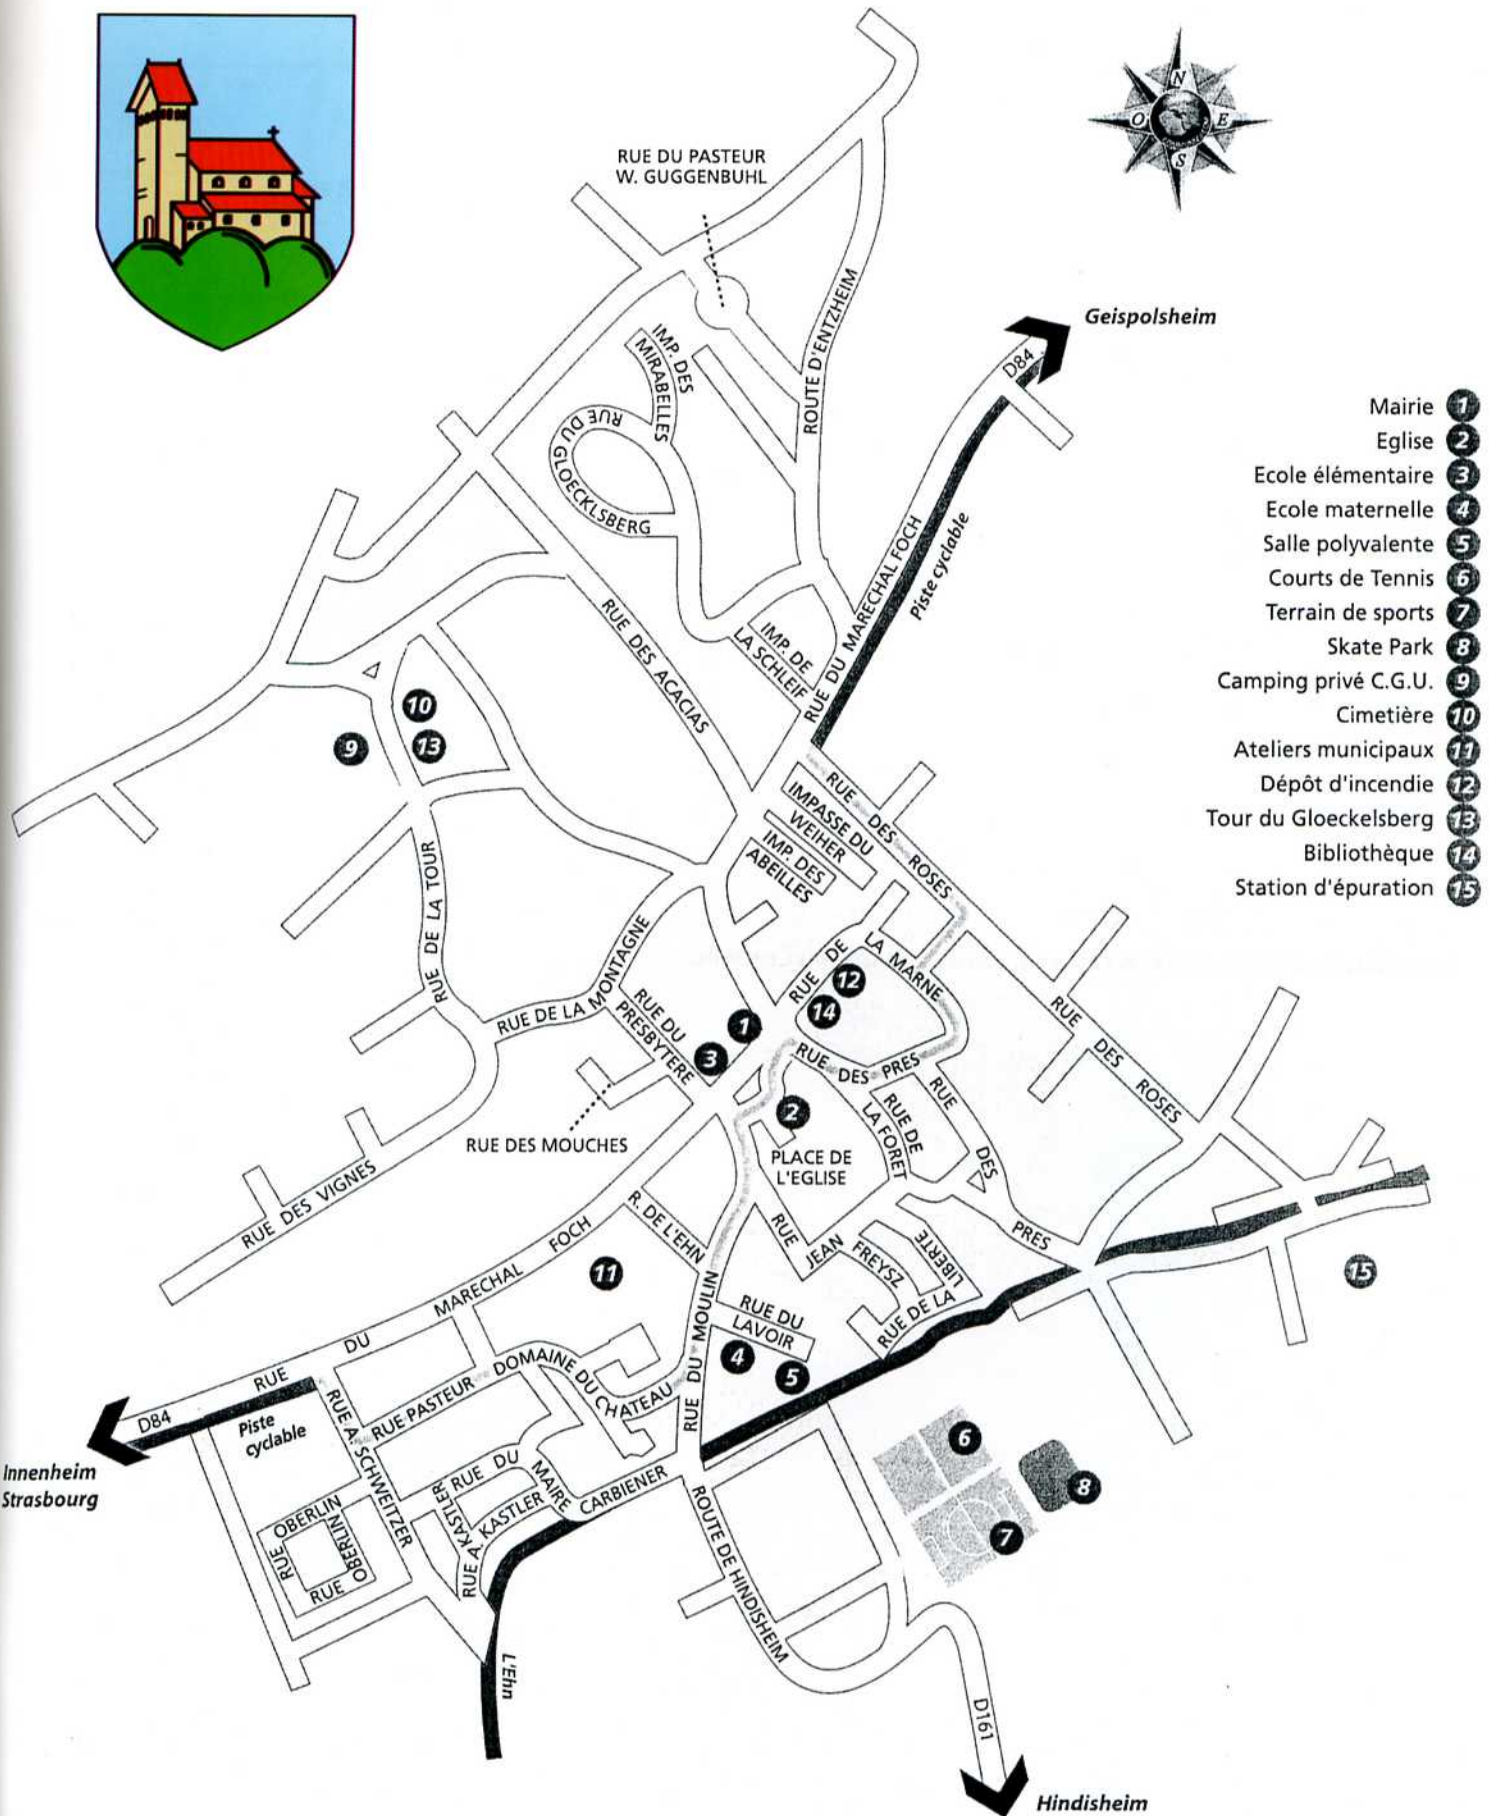 N
O
E
S
RUE DU PASTEUR
W. GUGGENBUHL
IMP. DES
MIRABELLES
RUE DU GLOECKLSBERG
ROUTE D'ENTZHEIM
Geispolsheim
D84
Mairie 1
Eglise 2
Ecole élémentaire 3
Ecole maternelle 4
Salle polyvalente 5
Courts de Tennis 6
Terrain de sports 7
Skate Park 8
Camping privé C.G.U. 9
Cimetière 10
Ateliers municipaux 11
Dépôt d'incendie 12
Tour du Gloeckelsberg 13
Bibliothèque 14
Station d'épuration 15
RUE DU MARECHAL FOCH
Piste cyclable
RUE DES ACACIAS
IMP. DE
LA SCHLEIF
10
9
13
RUE DES ROSES
IMPASSE DU
WEIHER
IMP. DES
ABEILLES
RUE DE LA TOUR
RUE DE LA MONTAGNE
RUE DE LA MARNE
12
14
RUE DU
PRESBYTERE
1
3
RUE DES PRES
RUE DES ROSES
RUE DES MOUCHES
2
PLACE DE
L'EGLISE
RUE DE
LA FORET
RUE DES PRES
RUE DES VIGNES
R. DE L'EHN
RUE JEAN FREYSZ
RUE DE LA LIBERTE
11
15
RUE DU MARECHAL FOCH
RUE DU MOULIN
RUE DU
LAVOIR
4
5
D84
Piste
cyclable
RUE PASTEUR
DOMAINE DU CHATEAU
RUE A. SCHWEITZER
Innenheim
Strasbourg
RUE DU MAIRE CARBIENER
RUE A. KASTLER
KASTLER
RUE OBERLIN
RUE OBERLIN
6
8
7
ROUTE DE HINDISHEIM
L'Ehn
D161
Hindisheim